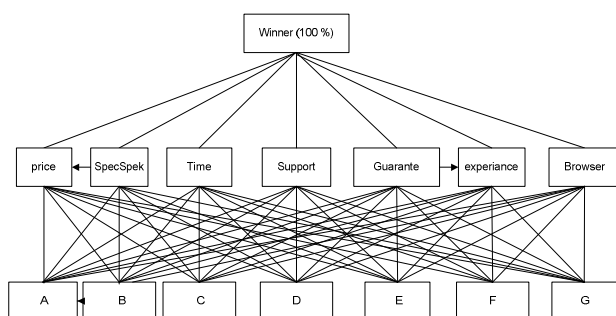 Winner (100 %)
price SpecSpek Time Support Guarante experiance Browser
A B C D E F G